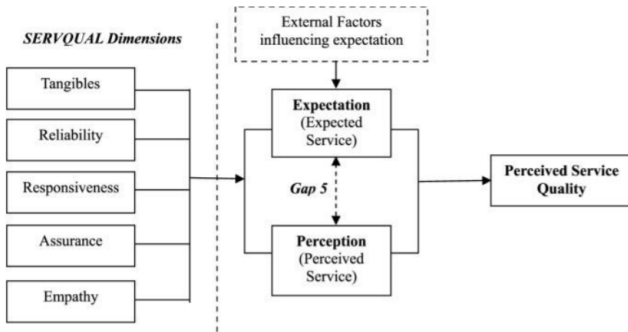 SERVQUAL Dimensions
Tangibles
Reliability
Responsiveness
Assurance
Empathy
External Factors
influencing expectation
Expectation
(Expected
Service)
Gap 5
Perception
(Perceived
Service)
Perceived Service
Quality